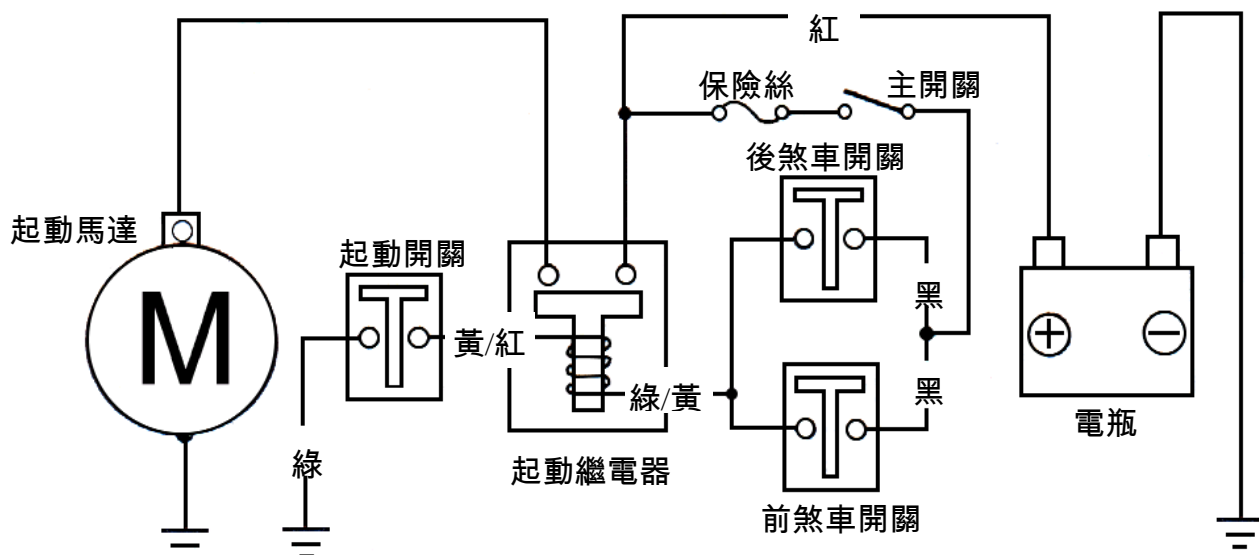 紅
保險絲
主開關
後煞車開關
起動馬達
起動開關
M
黃/紅
黑
綠/黃
黑
電瓶
綠
起動繼電器
前煞車開關